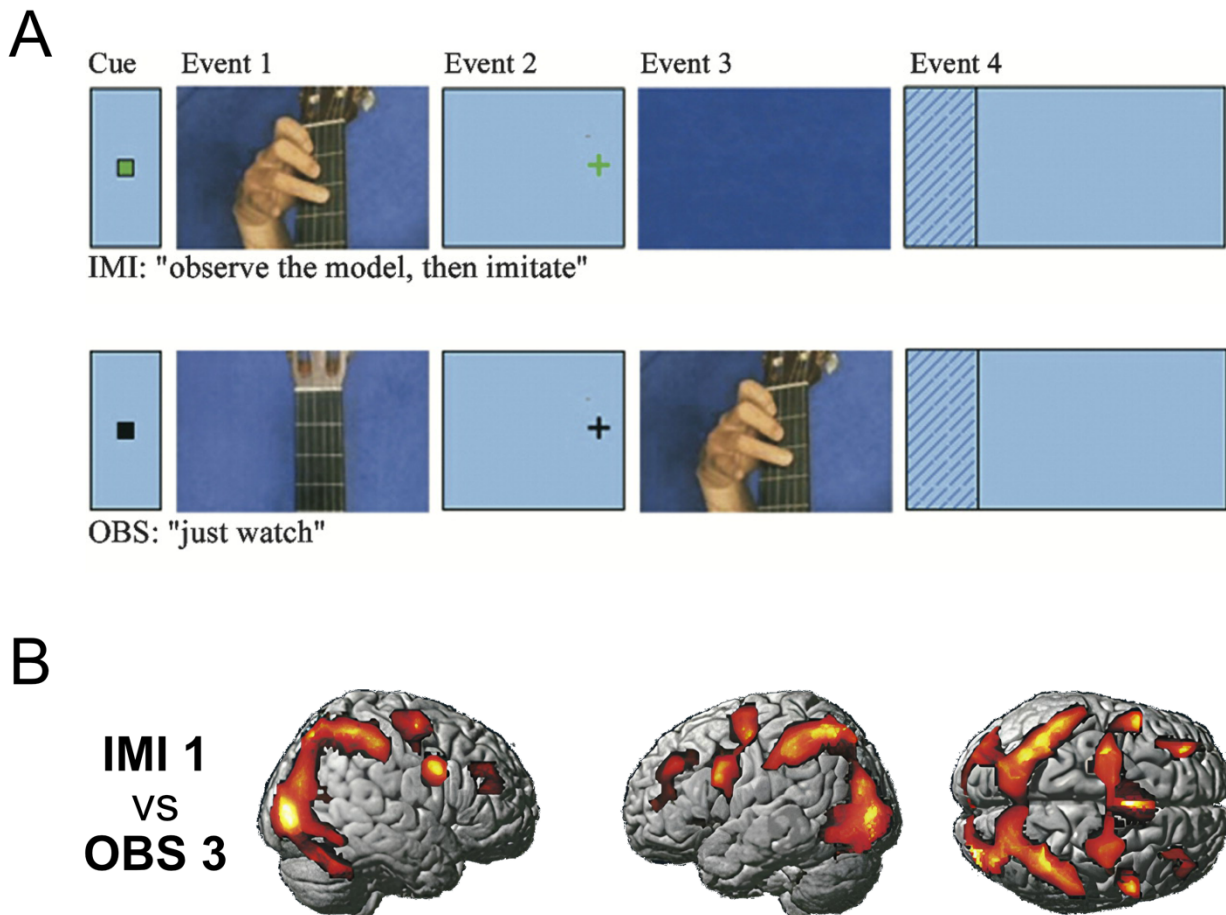 A
Cue Event 1 Event 2 Event 3 Event 4
IMI: "observe the model, then imitate"
OBS: "just watch"
B
IMI 1
vs
OBS 3